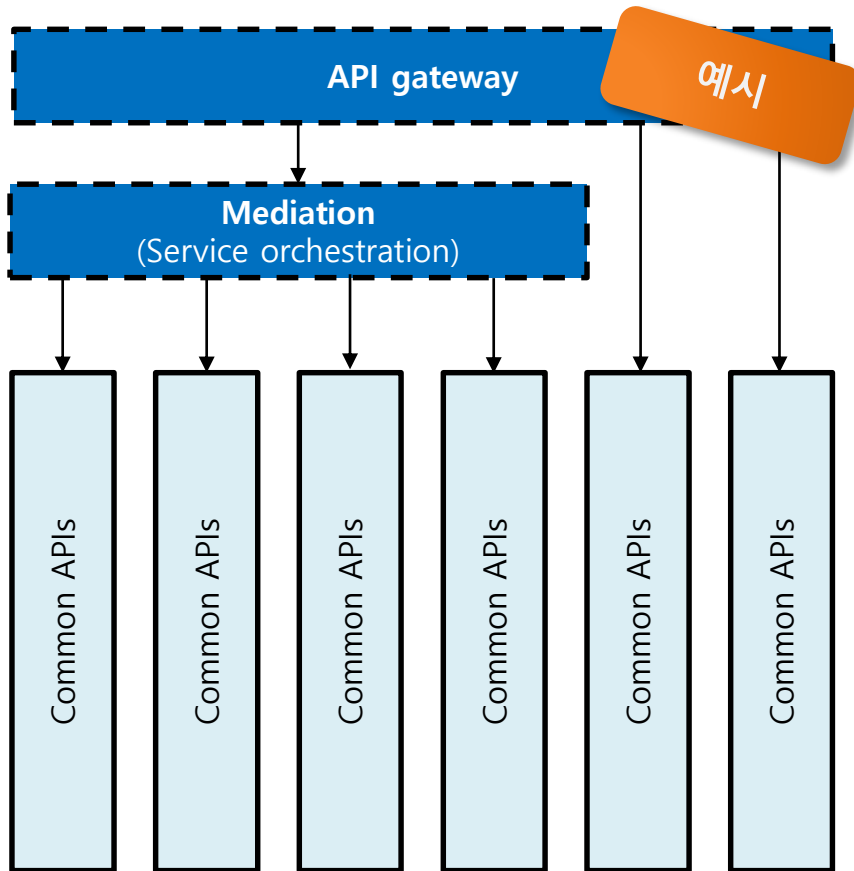 API gateway
예시
Mediation
(Service orchestration)
Common APIs
Common APIs
Common APIs
Common APIs
Common APIs
Common APIs